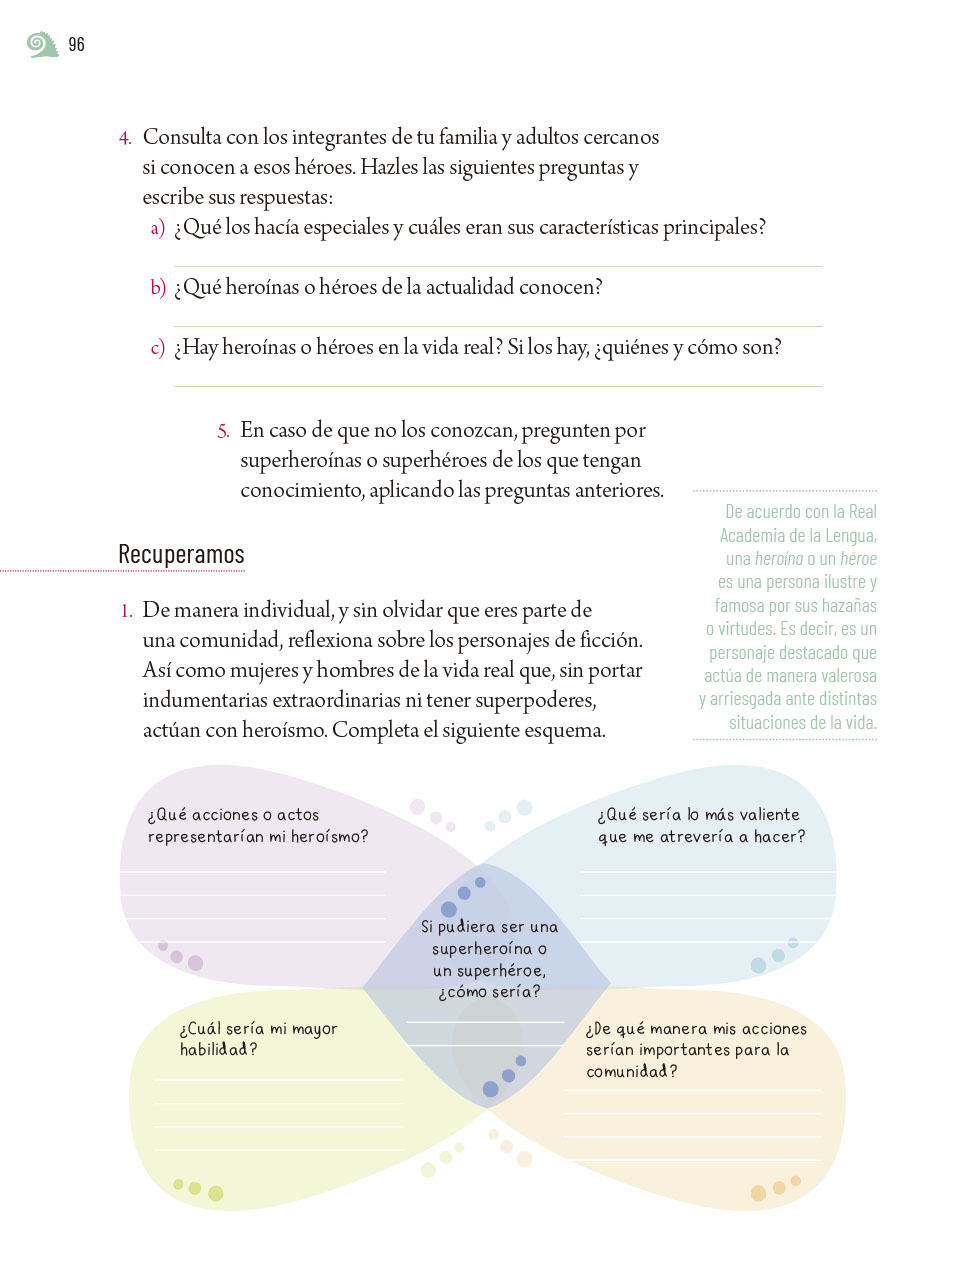 96
4. Consulta con los integrantes de tu familia y adultos cercanos
si conocen a esos héroes. Hazles las siguientes preguntas y
escribe sus respuestas:
a) ¿Qué los hacía especiales y cuáles eran sus características principales?
b) ¿Qué heroínas o héroes de la actualidad conocen?
c) ¿Hay heroínas o héroes en la vida real? Si los hay, ¿quiénes y cómo son?
5. En caso de que no los conozcan, pregunten por
superheroínas o superhéroes de los que tengan
conocimiento, aplicando las preguntas anteriores.
De acuerdo con la Real
Academia de la Lengua,
una heroína o un héroe
es una persona ilustre y
famosa por sus hazañas
o virtudes. Es decir, es un
personaje destacado que
actúa de manera valerosa
y arriesgada ante distintas
situaciones de la vida.
Recuperamos
1. De manera individual, y sin olvidar que eres parte de
una comunidad, reflexiona sobre los personajes de ficción.
Así como mujeres y hombres de la vida real que, sin portar
indumentarias extraordinarias ni tener superpoderes,
actúan con heroísmo. Completa el siguiente esquema.
¿Qué acciones o actos
representarían mi heroísmo?
¿Qué sería lo más valiente
que me atrevería a hacer?
Si pudiera ser una
superheroína o
un superhéroe,
¿cómo sería?
¿Cuál sería mi mayor
habilidad?
¿De qué manera mis acciones
serían importantes para la
comunidad?